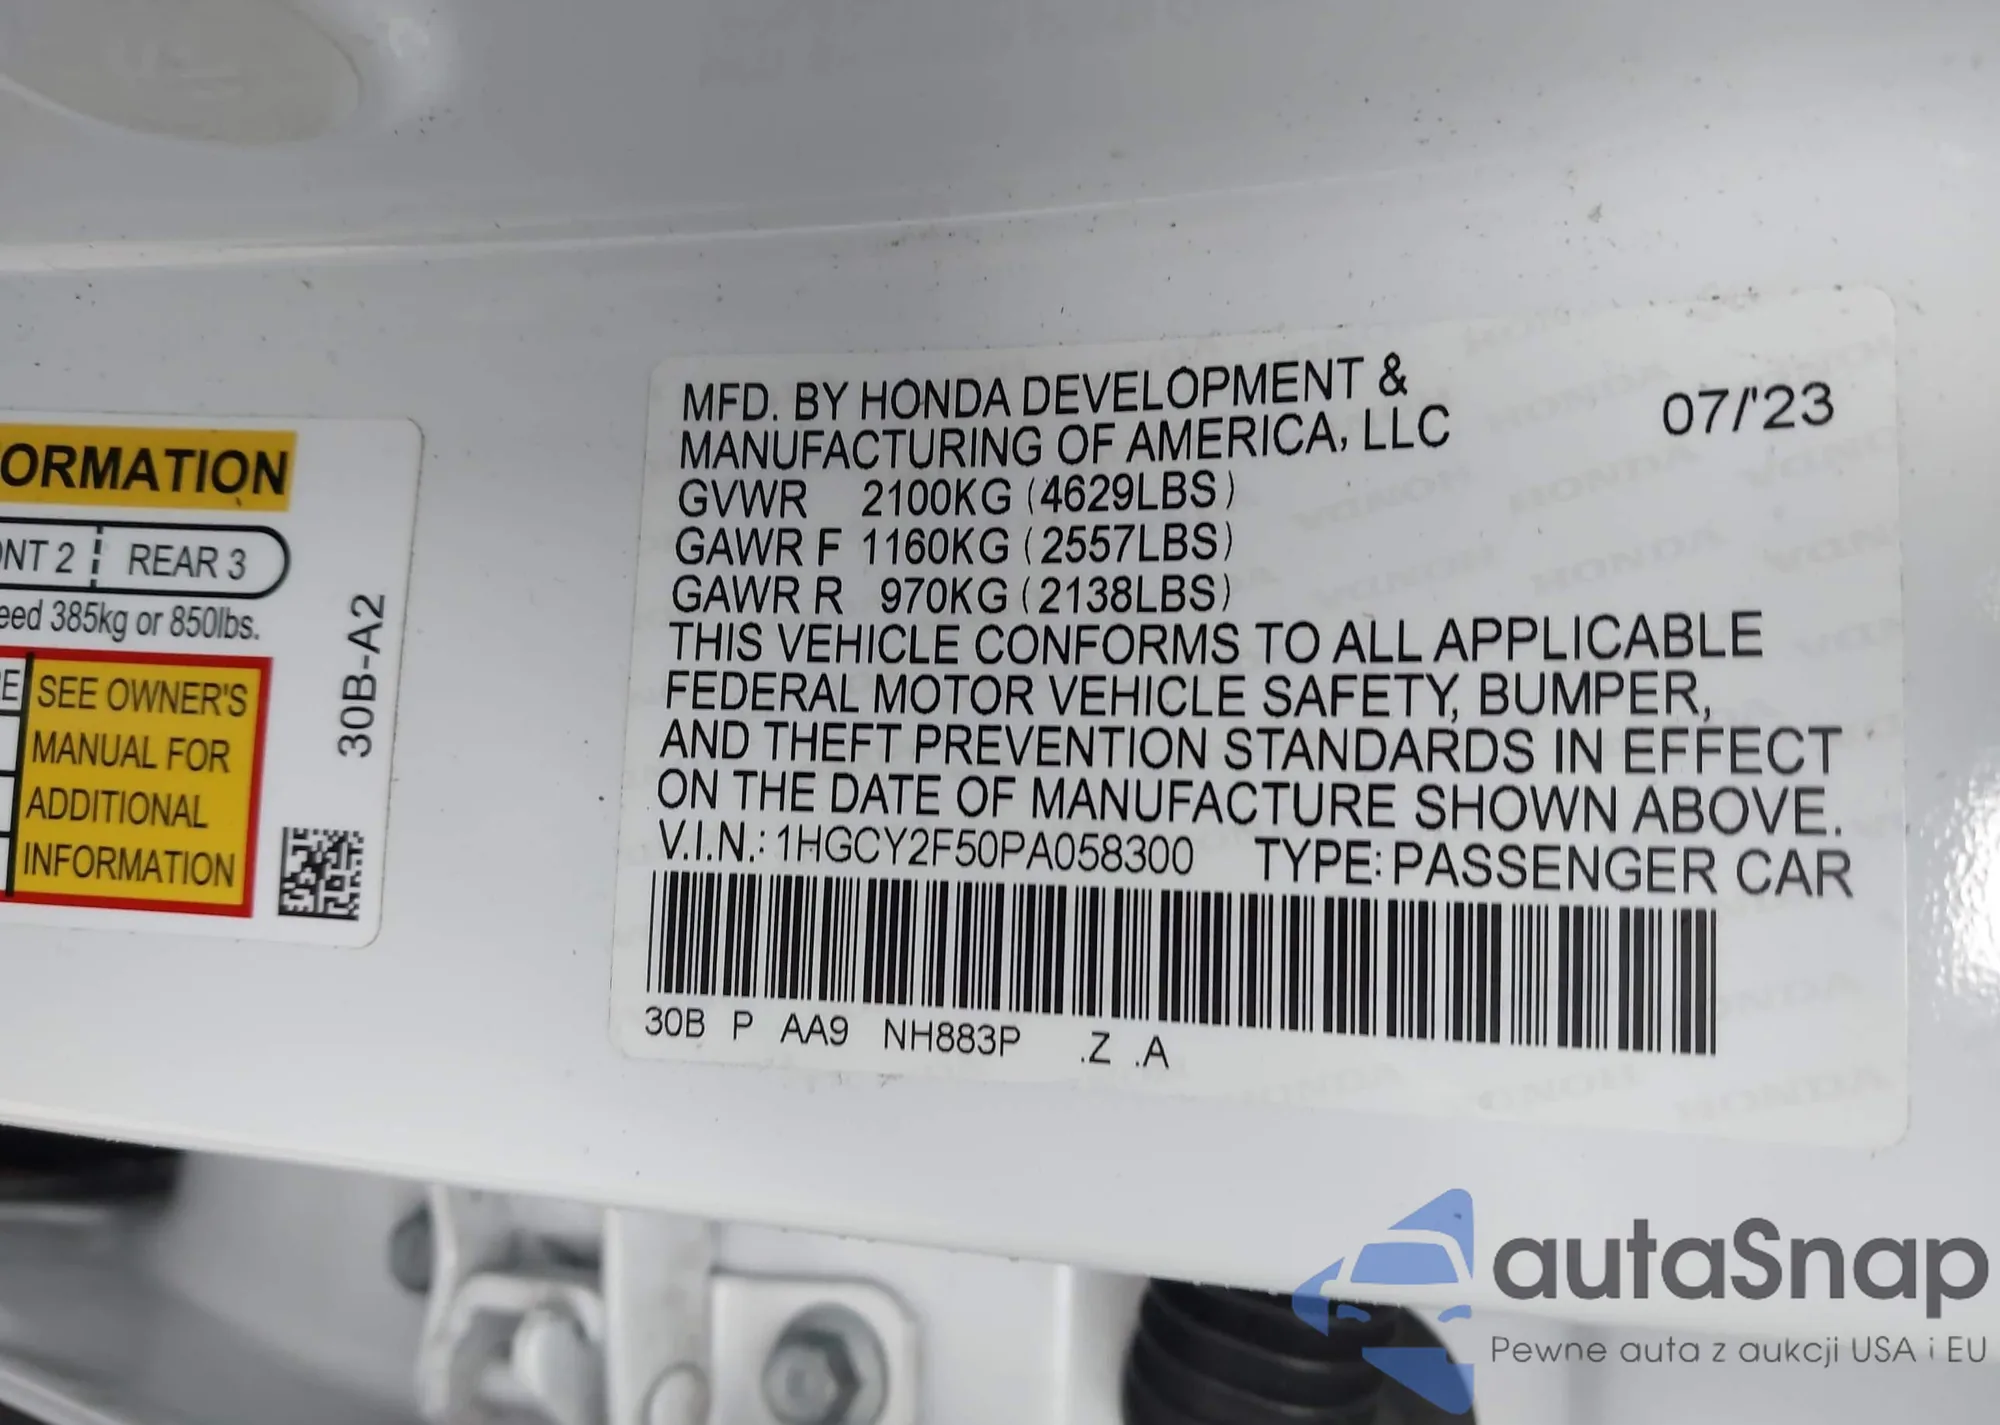 ORMATION
NT 2 REAR 3
eed 385kg or 850lbs.
E
SEE OWNER'S
MANUAL FOR
ADDITIONAL
INFORMATION
30B-A2
MFD. BY HONDA DEVELOPMENT &
MANUFACTURING OF AMERICA, LLC
07/'23
GVWR 2100KG (4629LBS)
GAWR F 1160KG (2557LBS)
GAWR R 970KG (2138LBS)
THIS VEHICLE CONFORMS TO ALL APPLICABLE
FEDERAL MOTOR VEHICLE SAFETY, BUMPER,
AND THEFT PREVENTION STANDARDS IN EFFECT
ON THE DATE OF MANUFACTURE SHOWN ABOVE.
V.I.N.: 1HGCY2F50PA058300 TYPE: PASSENGER CAR
30B P AA9 NH883P .Z .A
autaSnap
Pewne auta z aukcji USA i EU